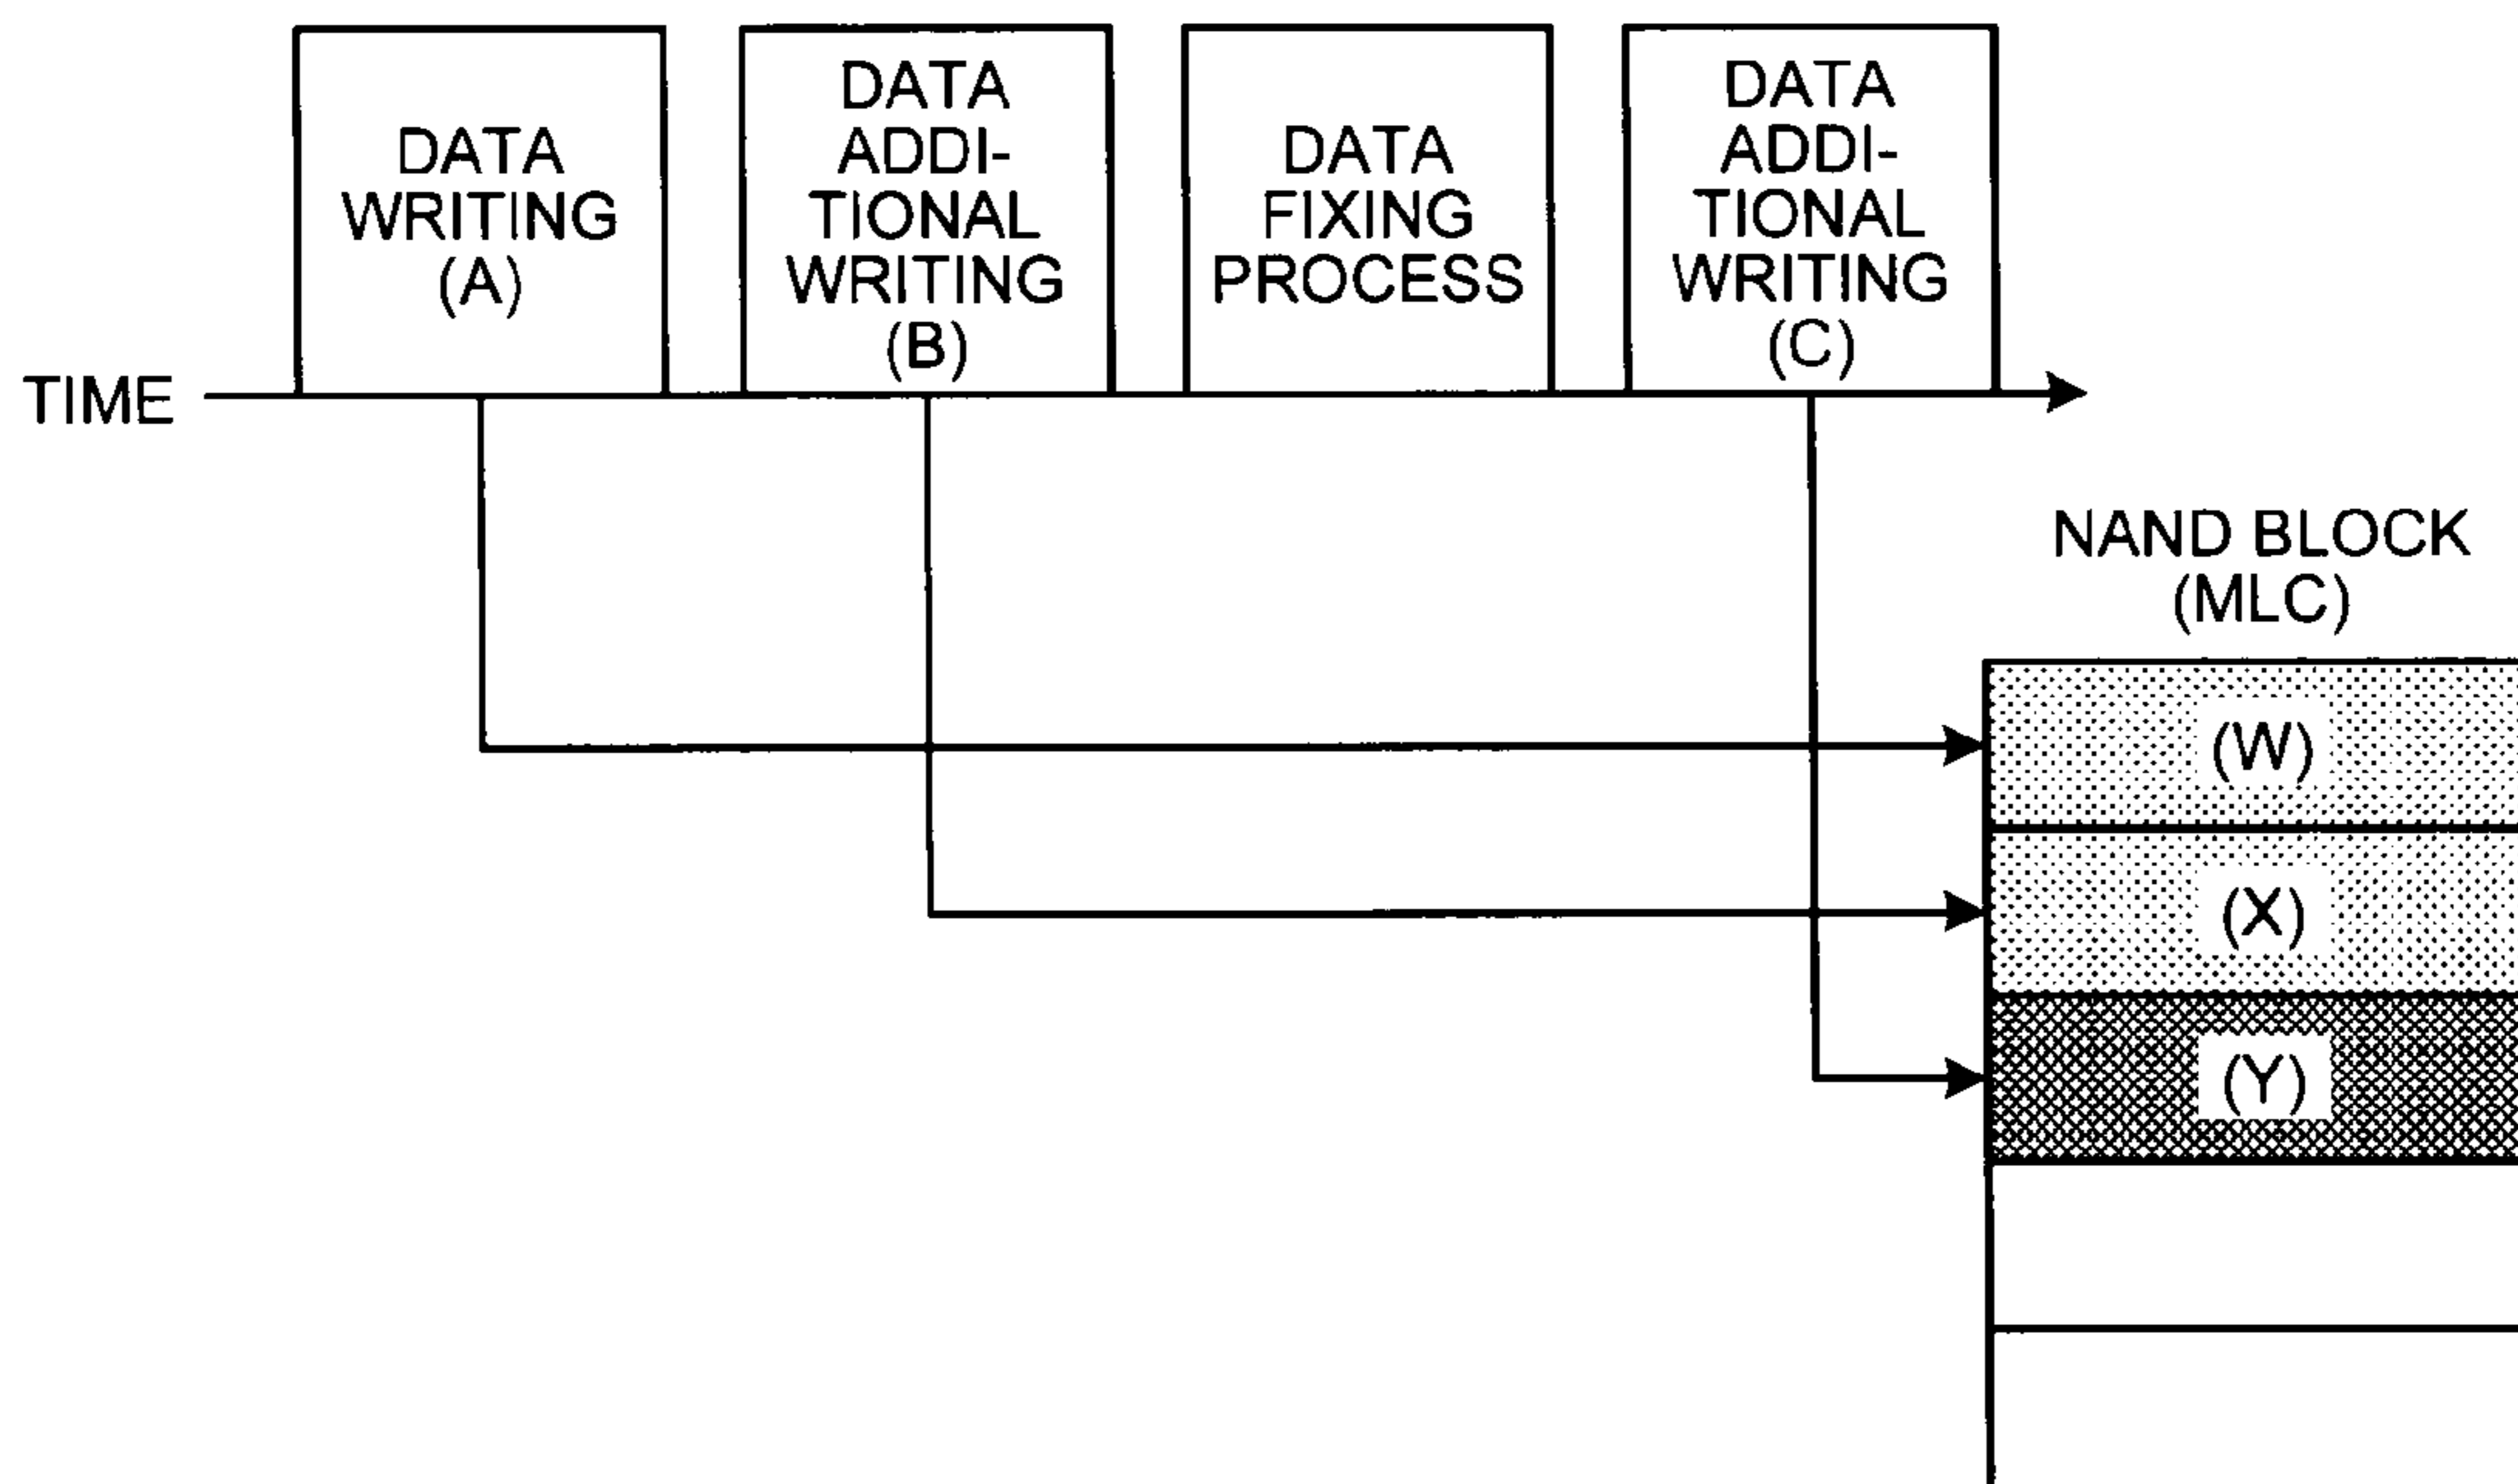 DATA
WRITING
(A)
DATA
ADDI-
TIONAL
WRITING
(B)
DATA
FIXING
PROCESS
DATA
ADDI-
TIONAL
WRITING
(C)
TIME
NAND BLOCK
(MLC)
(W)
(X)
(Y)